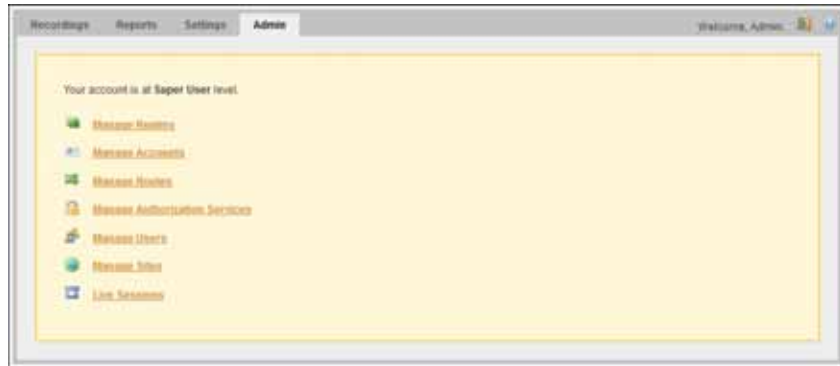 Recordings Reports Settings Admin Welcome, Admin
Your account is at Super User level.
Manage Realms
Manage Accounts
Manage Routes
Manage Authorization Services
Manage Users
Manage Sites
Live Sessions